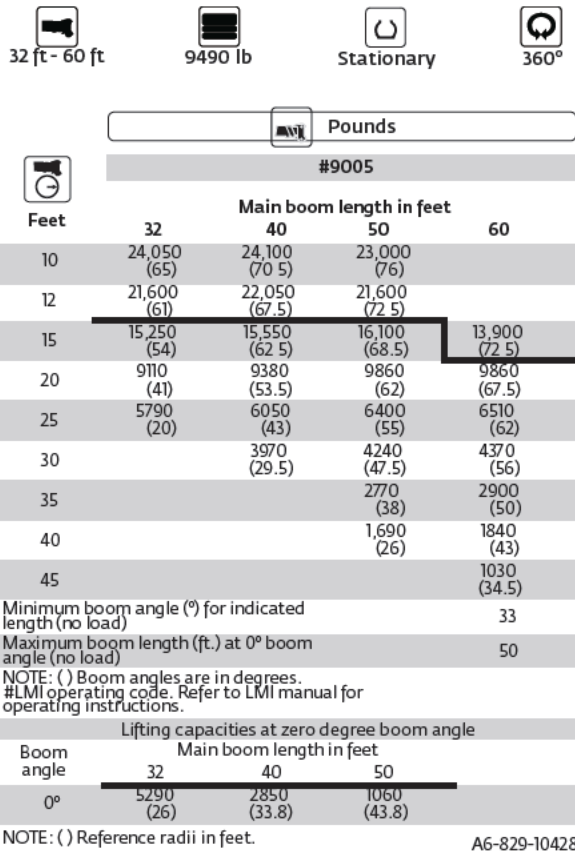 32 ft - 60 ft 9490 lb Stationary 360°
Pounds
#9005
Feet
Main boom length in feet
32 40 50 60
10 24,050 (65) 24,100 (70 5) 23,000 (76)
12 21,600 (61) 22,050 (67.5) 21,600 (72 5)
15 15,250 (54) 15,550 (62 5) 16,100 (68.5) 13,900 (72 5)
20 9110 (41) 9380 (53.5) 9860 (62) 9860 (67.5)
25 5790 (20) 6050 (43) 6400 (55) 6510 (62)
30 3970 (29.5) 4240 (47.5) 4370 (56)
35 2770 (38) 2900 (50)
40 1,690 (26) 1840 (43)
45 1030 (34.5)
Minimum boom angle (º) for indicated
length (no load) 33
Maximum boom length (ft.) at 0º boom
angle (no load) 50
NOTE: ( ) Boom angles are in degrees.
#LMI operating code. Refer to LMI manual for
operating instructions.
Lifting capacities at zero degree boom angle
Boom
angle
Main boom length in feet
32 40 50
0º 5290 (26) 2850 (33.8) 1060 (43.8)
NOTE: ( ) Reference radii in feet.
A6-829-10428